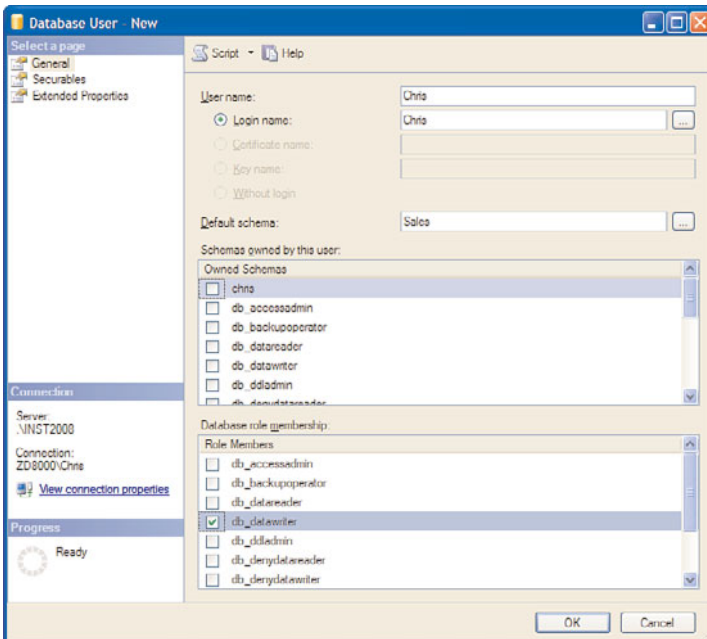 Database User - New
Select a page
General
Securables
Extended Properties
Script
Help
User name:
Chris
Login name:
Chris
...
Certificate name:
Key name:
Without login
Default schema:
Sales
...
Schemas owned by this user:
Owned Schemas
chris
db_accessadmin
db_backupoperator
db_datareader
db_datawriter
db_ddladmin
db_denydatareader
Database role membership:
Role Members
db_accessadmin
db_backupoperator
db_datareader
db_datawriter
db_ddladmin
db_denydatareader
db_denydatawriter
Connection
Server:
.\INST2008
Connection:
ZD8000\Chris
View connection properties
Progress
Ready
OK
Cancel